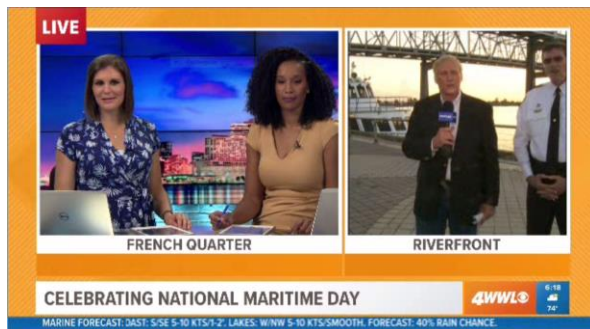 LIVE
FRENCH QUARTER
RIVERFRONT
CELEBRATING NATIONAL MARITIME DAY
4WWL
6:18
74°
MARINE FORECAST: OAST: S/SE 5-10 KTS/1-2'. LAKES: W/NW 5-10 KTS/SMOOTH, FORECAST: 40% RAIN CHANCE.